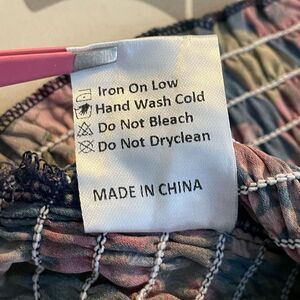 Iron On Low
Hand Wash Cold
Do Not Bleach
Do Not Dryclean
MADE IN CHINA